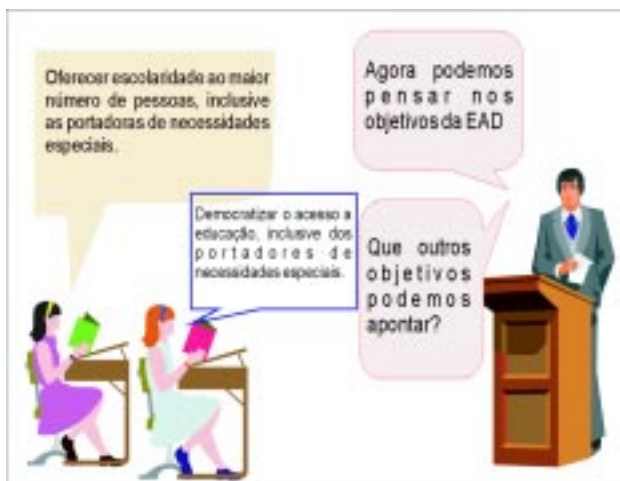 Oferecer escolaridade ao maior
número de pessoas, inclusive
as portadoras de necessidades
especiais.
Agora podemos
pensar nos
objetivos da EAD
Democratizar o acesso a
educação, inclusive dos
portadores de
necessidades especiais.
Que outros
objetivos
podemos
apontar?